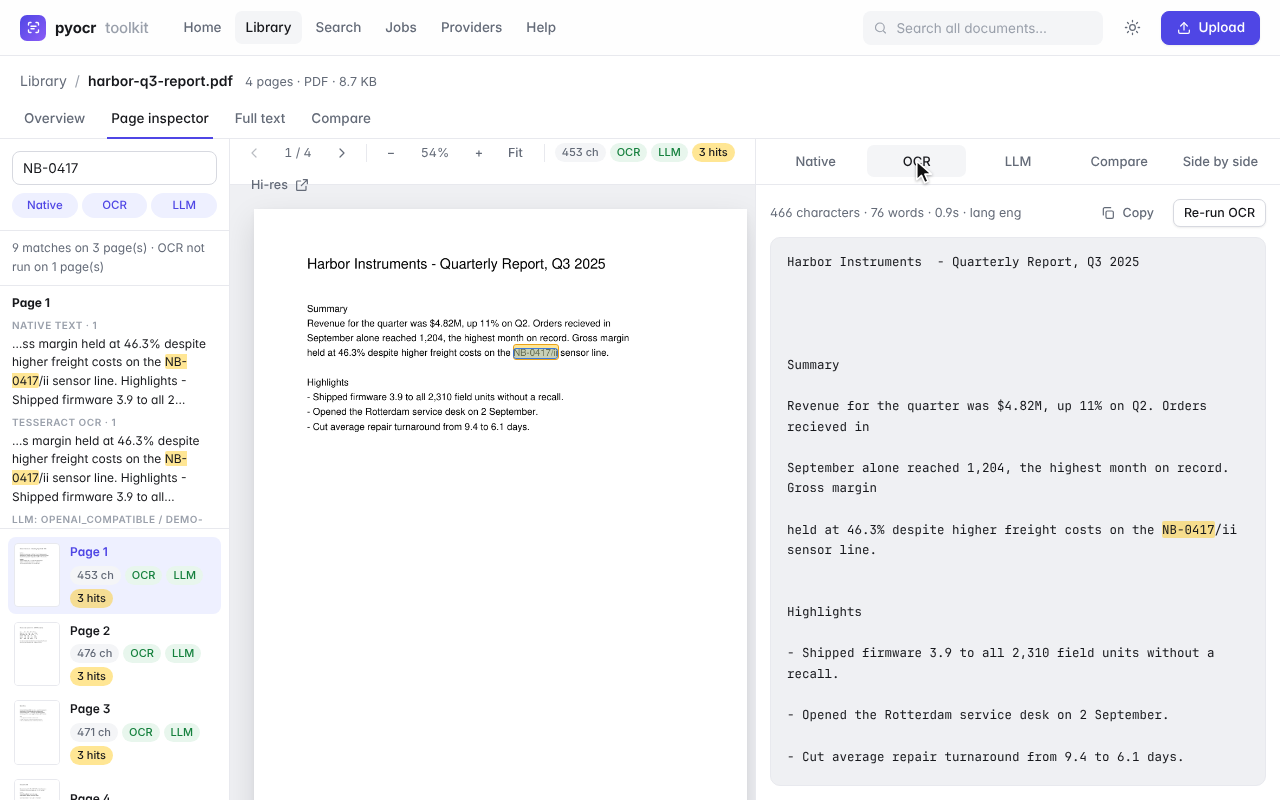 pyocr toolkit
Home
Library
Search
Jobs
Providers
Help
Search all documents...
Upload
Library / harbor-q3-report.pdf 4 pages · PDF · 8.7 KB
Overview
Page inspector
Full text
Compare
NB-0417
Native
OCR
LLM
9 matches on 3 page(s) · OCR not
run on 1 page(s)
Page 1
NATIVE TEXT · 1
...ss margin held at 46.3% despite
higher freight costs on the NB-
0417/ii sensor line. Highlights -
Shipped firmware 3.9 to all 2...
TESSERACT OCR · 1
...s margin held at 46.3% despite
higher freight costs on the NB-
0417/ii sensor line. Highlights -
Shipped firmware 3.9 to all...
LLM: OPENAI_COMPATIBLE / DEMO-
Page 1
453 ch OCR LLM
3 hits
Page 2
476 ch OCR LLM
3 hits
Page 3
471 ch OCR LLM
3 hits
Page 4
1 / 4
− 54% +
Fit
453 ch OCR LLM 3 hits
Hi-res
Harbor Instruments - Quarterly Report, Q3 2025
Summary
Revenue for the quarter was $4.82M, up 11% on Q2. Orders recieved in
September alone reached 1,204, the highest month on record. Gross margin
held at 46.3% despite higher freight costs on the NB-0417/ii sensor line.
Highlights
- Shipped firmware 3.9 to all 2,310 field units without a recall.
- Opened the Rotterdam service desk on 2 September.
- Cut average repair turnaround from 9.4 to 6.1 days.
Native
OCR
LLM
Compare
Side by side
466 characters · 76 words · 0.9s · lang eng
Copy
Re-run OCR
Harbor Instruments  - Quarterly Report, Q3 2025
Summary
Revenue for the quarter was $4.82M, up 11% on Q2. Orders
recieved in
September alone reached 1,204, the highest month on record.
Gross margin
held at 46.3% despite higher freight costs on the NB-0417/ii
sensor line.
Highlights
- Shipped firmware 3.9 to all 2,310 field units without a
recall.
- Opened the Rotterdam service desk on 2 September.
- Cut average repair turnaround from 9.4 to 6.1 days.